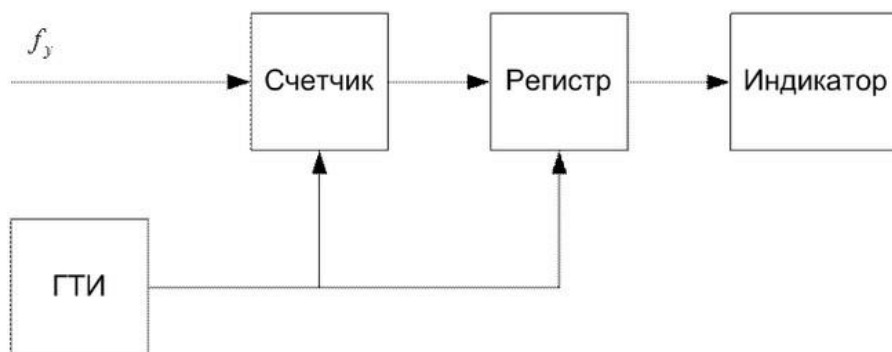 f_y
Счетчик
Регистр
Индикатор
ГТИ